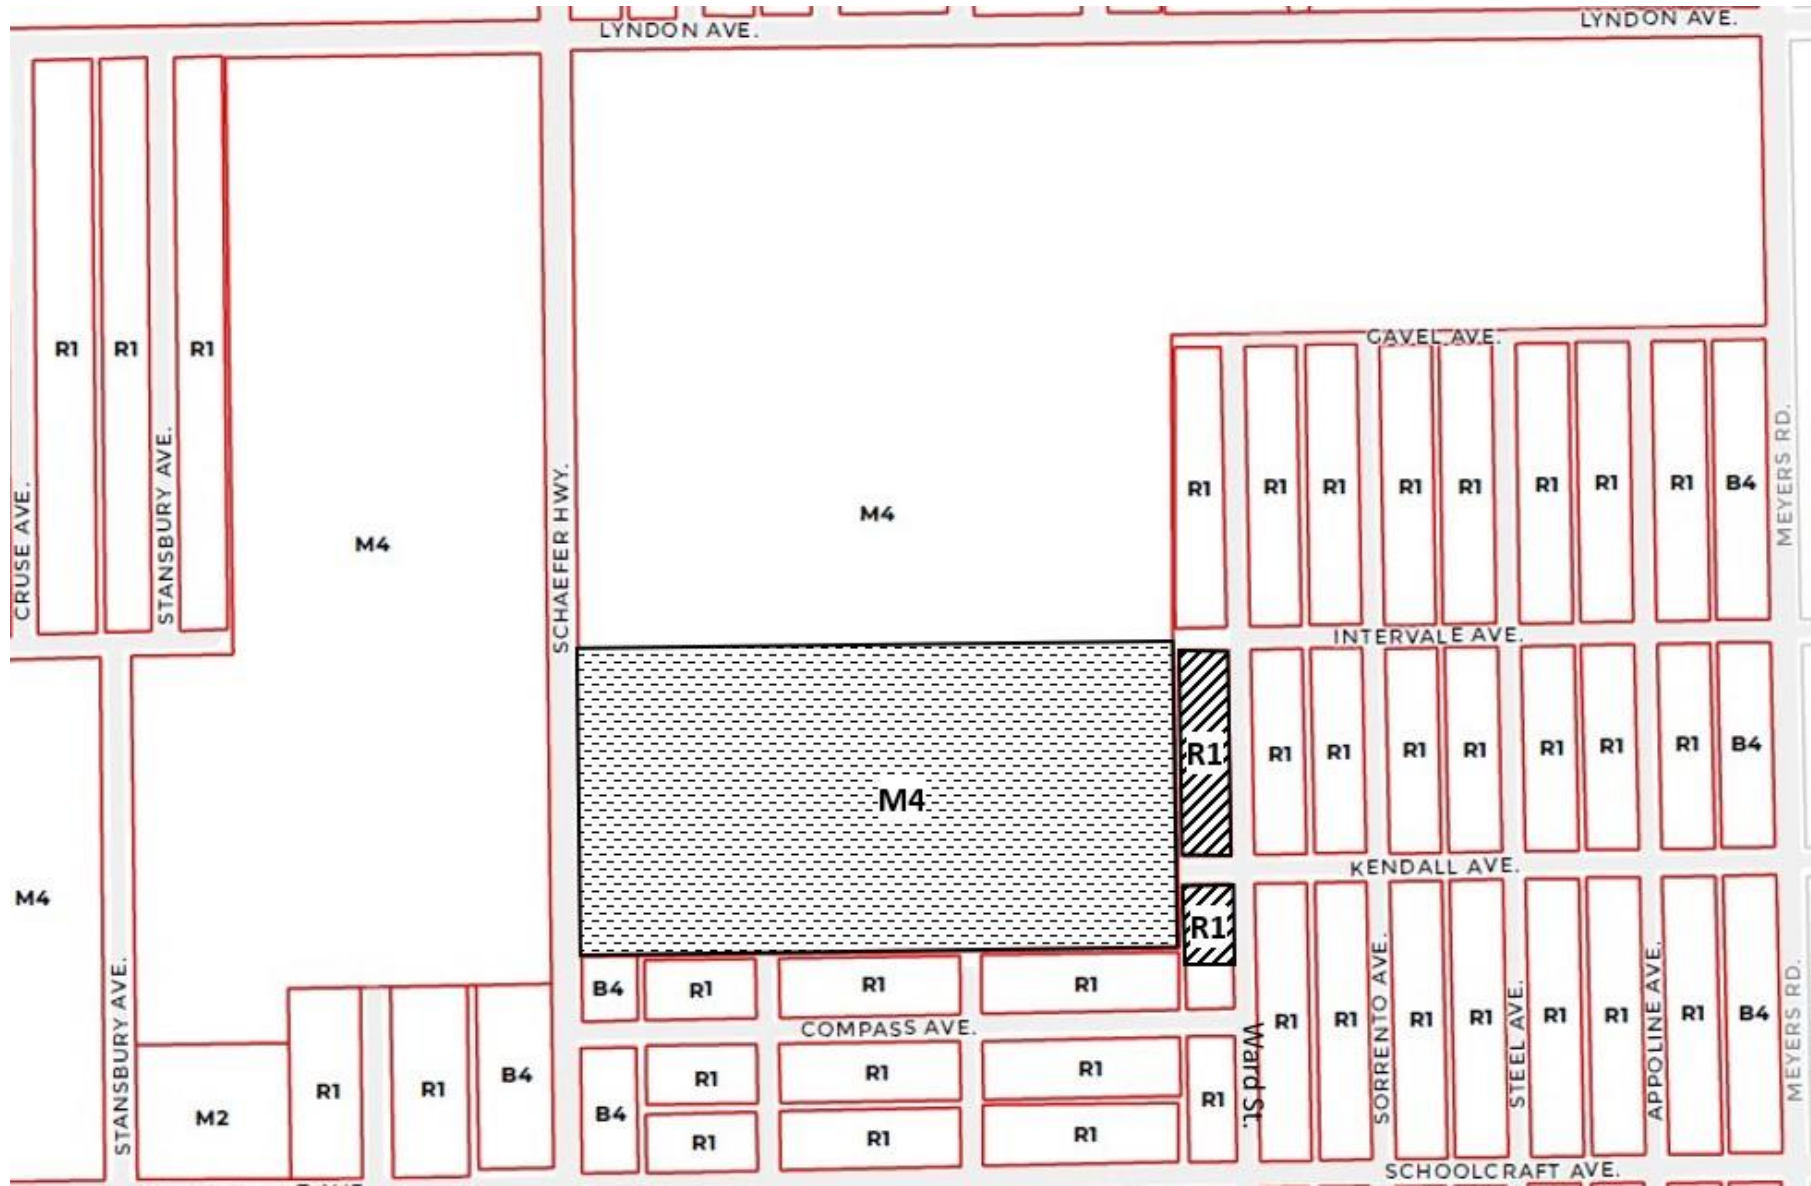 LYNDON AVE.
LYNDON AVE.
GAVEL AVE.
R1
R1
R1
CRUSE AVE.
STANSBURY AVE.
M4
SCHAEFER HWY.
M4
R1
R1
R1
R1
R1
R1
R1
R1
B4
MEYERS RD.
INTERVALE AVE.
M4
R1
R1
R1
R1
R1
R1
R1
R1
B4
KENDALL AVE.
M4
R1
STANSBURY AVE.
B4
R1
R1
R1
COMPASS AVE.
Ward St.
R1
R1
SORRENTO AVE.
R1
R1
STEEL AVE.
R1
R1
APPOLINE AVE.
R1
B4
MEYERS RD.
M2
R1
R1
B4
B4
R1
R1
R1
R1
R1
R1
R1
SCHOOLCRAFT AVE.